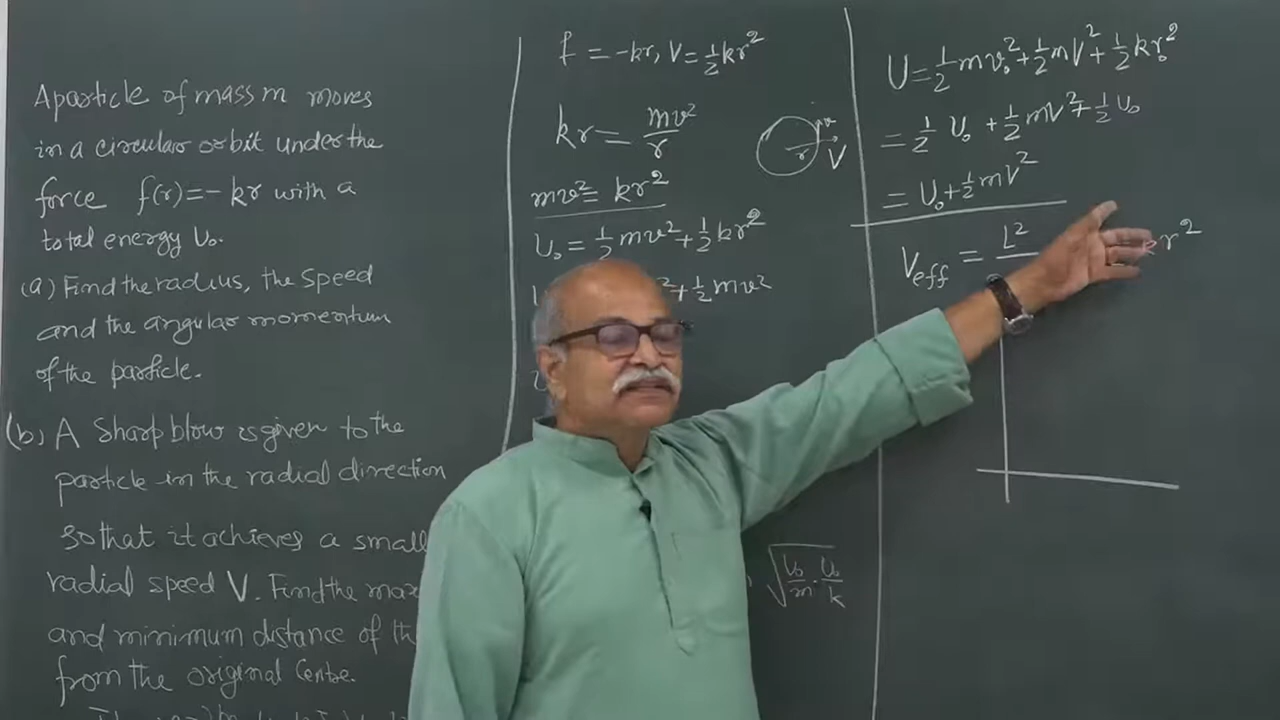 A particle of mass m moves
in a circular orbit under the
force f(r) = - kr with a
total energy U₀.
(a) Find the radius, the speed
and the angular momentum
of the particle.
(b) A sharp blow is given to the
particle in the radial direction
so that it achieves a small
radial speed V. Find the
and minimum distance of
from the original centre.
f = -kr, V = ½kr²
kr = mv²/r
mv² = kr²
U₀ = ½mv² + ½kr²
+ ½mv²
r
v
V
√(U₀/m · U₀/k)
U = ½mv₀² + ½mV² + ½kr₀²
= ½ U₀ + ½mV² + ½U₀
= U₀ + ½mV²
V_eff = L²
kr²